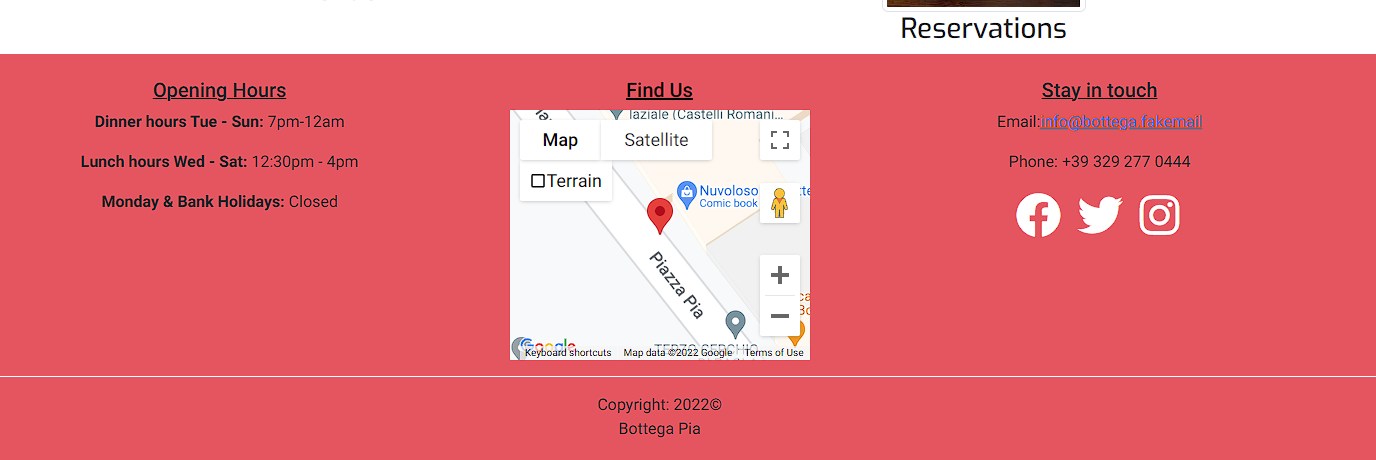 Reservations
Opening Hours
Dinner hours Tue - Sun: 7pm-12am
Lunch hours Wed - Sat: 12:30pm - 4pm
Monday & Bank Holidays: Closed
Find Us
laziale (Castelli Romani...
Map Satellite
Terrain
Nuvoloso
Comic book
Piazza Pia
Google
Keyboard shortcuts Map data ©2022 Google Terms of Use
Stay in touch
Email:info@bottega.fakemail
Phone: +39 329 277 0444
Copyright: 2022©
Bottega Pia